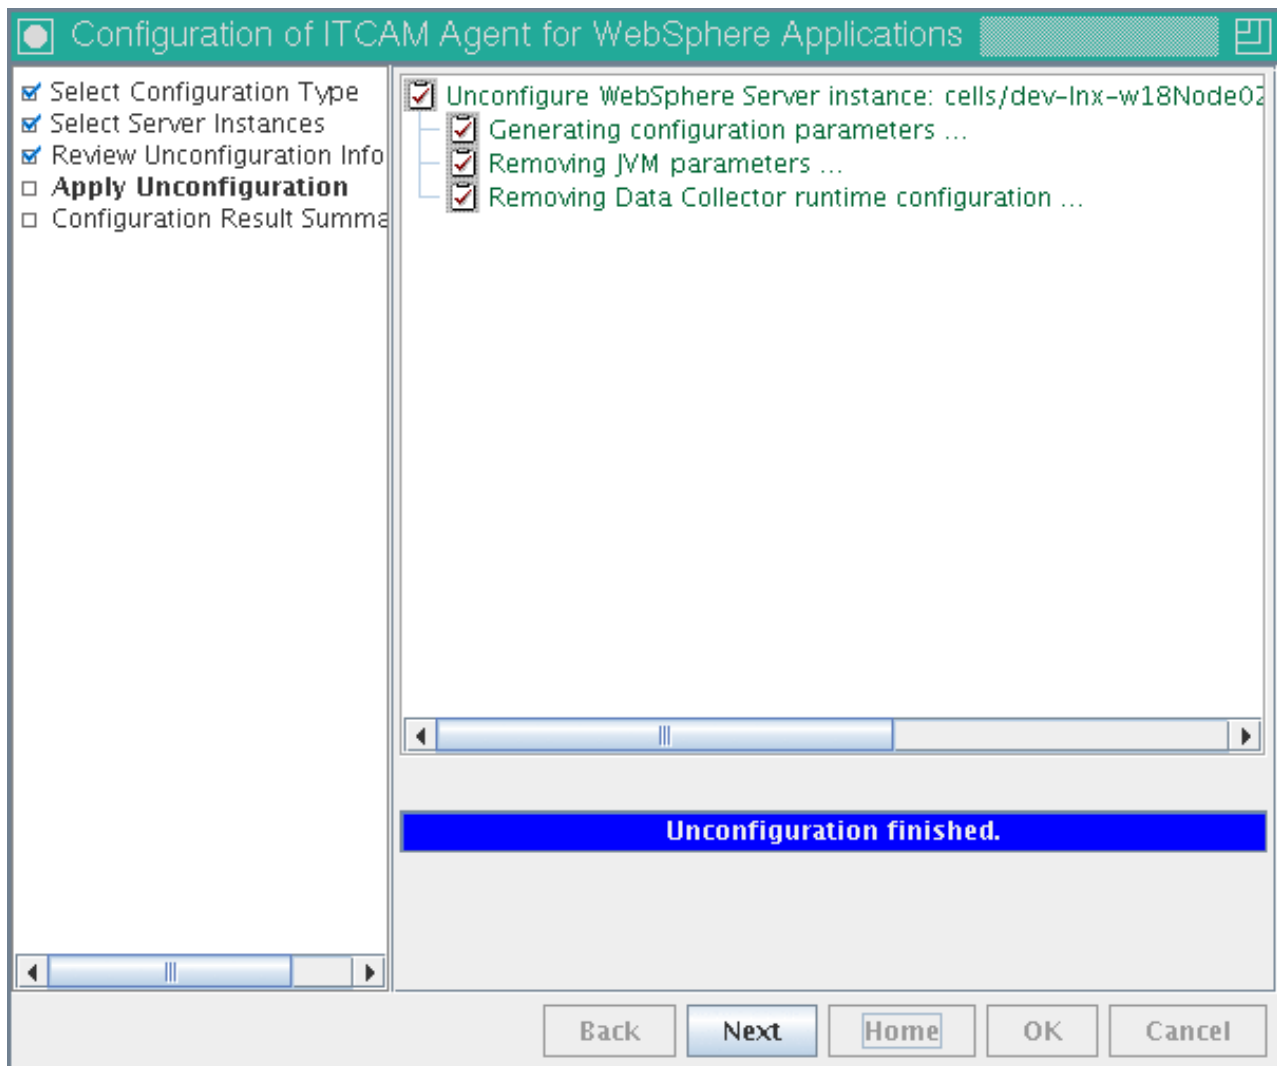 Configuration of ITCAM Agent for WebSphere Applications
Select Configuration Type
Select Server Instances
Review Unconfiguration Info
Apply Unconfiguration
Configuration Result Summa
Unconfigure WebSphere Server instance: cells/dev-lnx-w18Node02
Generating configuration parameters ...
Removing JVM parameters ...
Removing Data Collector runtime configuration ...
Unconfiguration finished.
Back Next Home OK Cancel